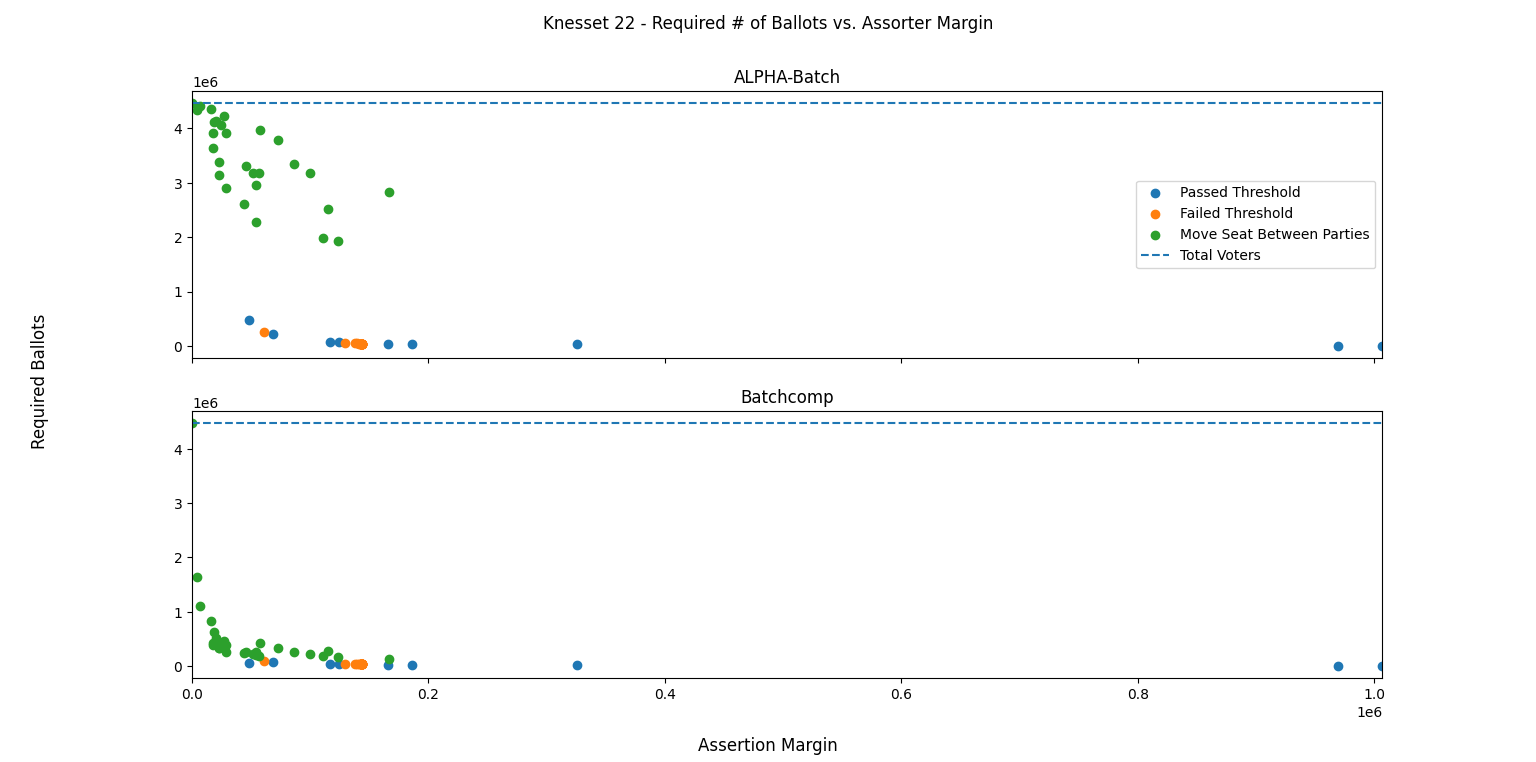 Knesset 22 - Required # of Ballots vs. Assorter Margin
ALPHA-Batch
1e6
4
3
2
1
0
Passed Threshold
Failed Threshold
Move Seat Between Parties
Total Voters
Required Ballots
Batchcomp
1e6
4
3
2
1
0
0.0 0.2 0.4 0.6 0.8 1.0
1e6
Assertion Margin